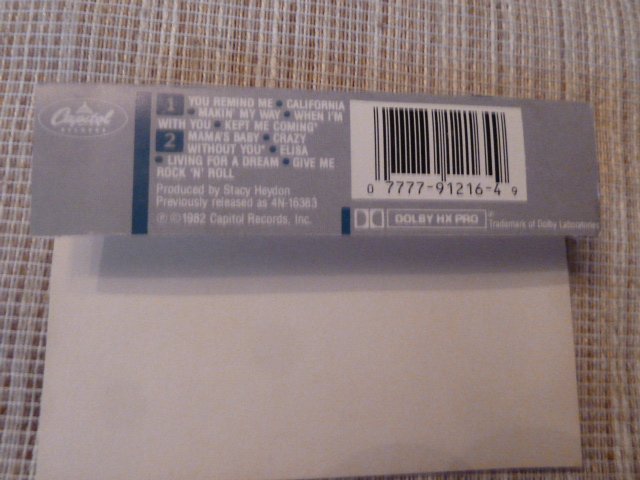 Capitol
RECORDS
1 YOU REMIND ME • CALIFORNIA
• MAKIN' MY WAY • WHEN I'M
WITH YOU • KEPT ME COMING*
2 MAMA'S BABY • CRAZY
WITHOUT YOU* • ELISA
• LIVING FOR A DREAM • GIVE ME
ROCK 'N' ROLL
Produced by Stacy Heydon
Previously released as 4N-16383
℗ ©1982 Capitol Records, Inc.
0 7777-91216-4 9
DOLBY HX PRO
Trademark of Dolby Laboratories